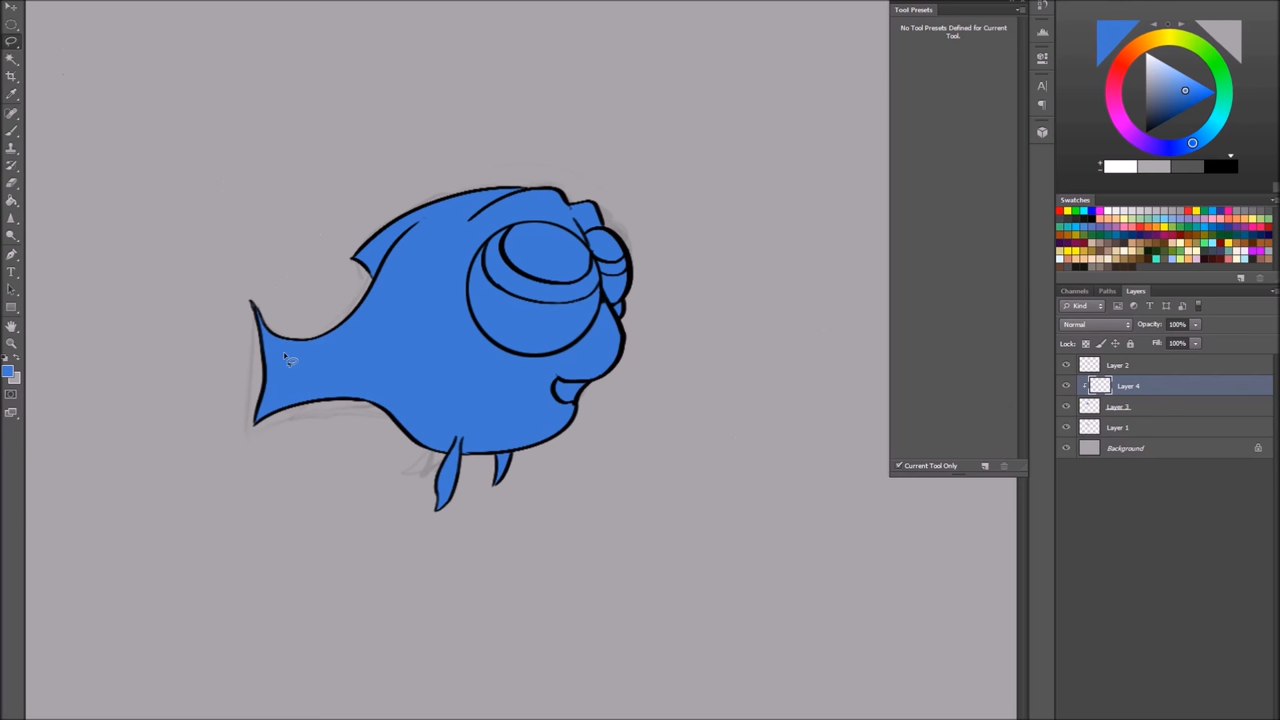 Tool Presets
No Tool Presets Defined for Current
Tool.
Current Tool Only
Swatches
Channels Paths Layers
Kind
Normal Opacity: 100%
Lock: Fill: 100%
Layer 2
Layer 4
Layer 3
Layer 1
Background